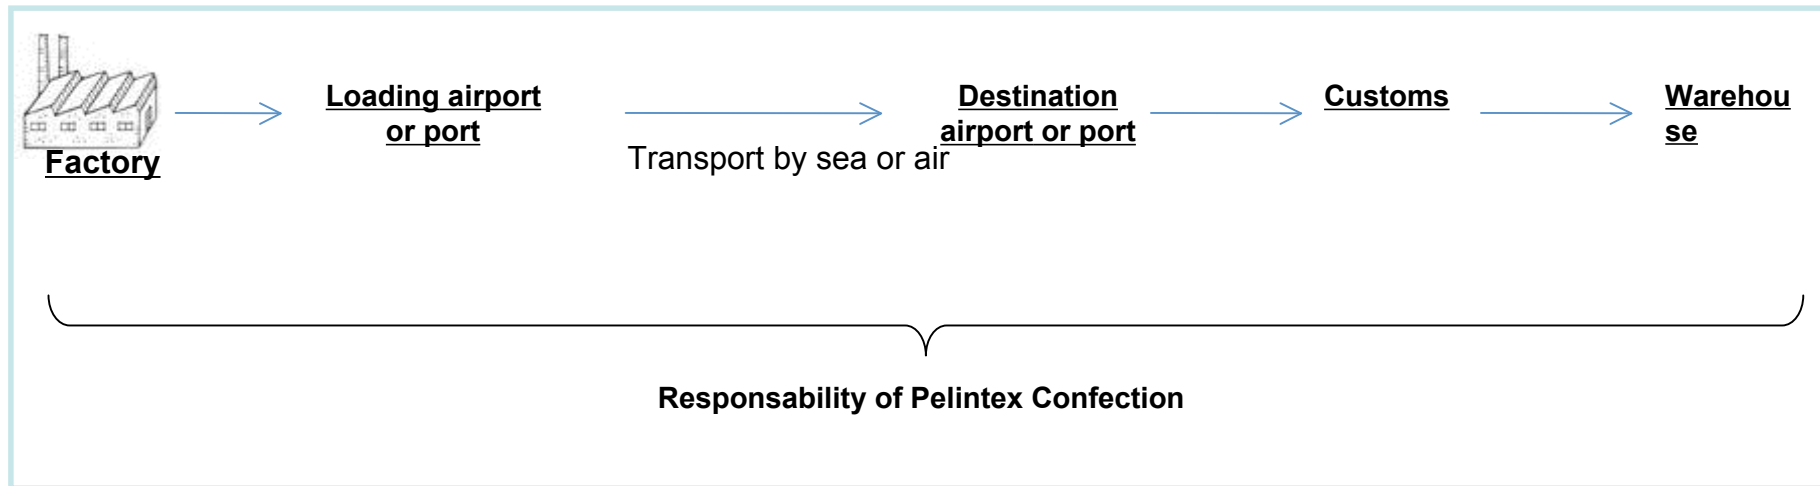 Factory
Loading airport
or port
Transport by sea or air
Destination
airport or port
Customs
Warehou
se
Responsability of Pelintex Confection